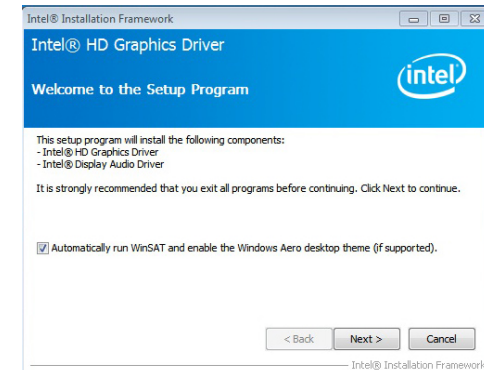 Intel® Installation Framework
Intel® HD Graphics Driver
Welcome to the Setup Program
intel
This setup program will install the following components:
- Intel® HD Graphics Driver
- Intel® Display Audio Driver
It is strongly recommended that you exit all programs before continuing. Click Next to continue.
Automatically run WinSAT and enable the Windows Aero desktop theme (if supported).
< Back Next > Cancel
Intel® Installation Framework